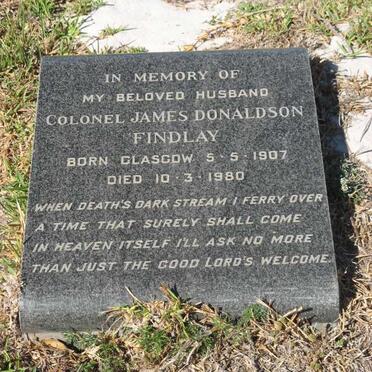 IN MEMORY OF
MY BELOVED HUSBAND
COLONEL JAMES DONALDSON
FINDLAY
BORN GLASGOW 5·5·1907
DIED 10·3·1980
WHEN DEATH'S DARK STREAM I FERRY OVER
A TIME THAT SURELY SHALL COME
IN HEAVEN ITSELF I'LL ASK NO MORE
THAN JUST THE GOOD LORD'S WELCOME.